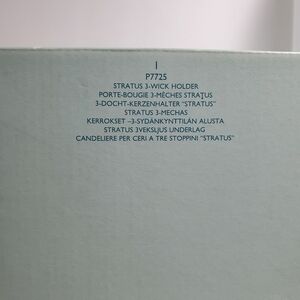 1
P7725
STRATUS 3-WICK HOLDER
PORTE-BOUGIE 3-MÈCHES STRATUS
3-DOCHT-KERZENHALTER "STRATUS"
STRATUS 3-MECHAS
KERROKSET –3-SYDÄNKYNTTILÄN ALUSTA
STRATUS 3VEKSLJUS UNDERLAG
CANDELIERE PER CERI A TRE STOPPINI "STRATUS"